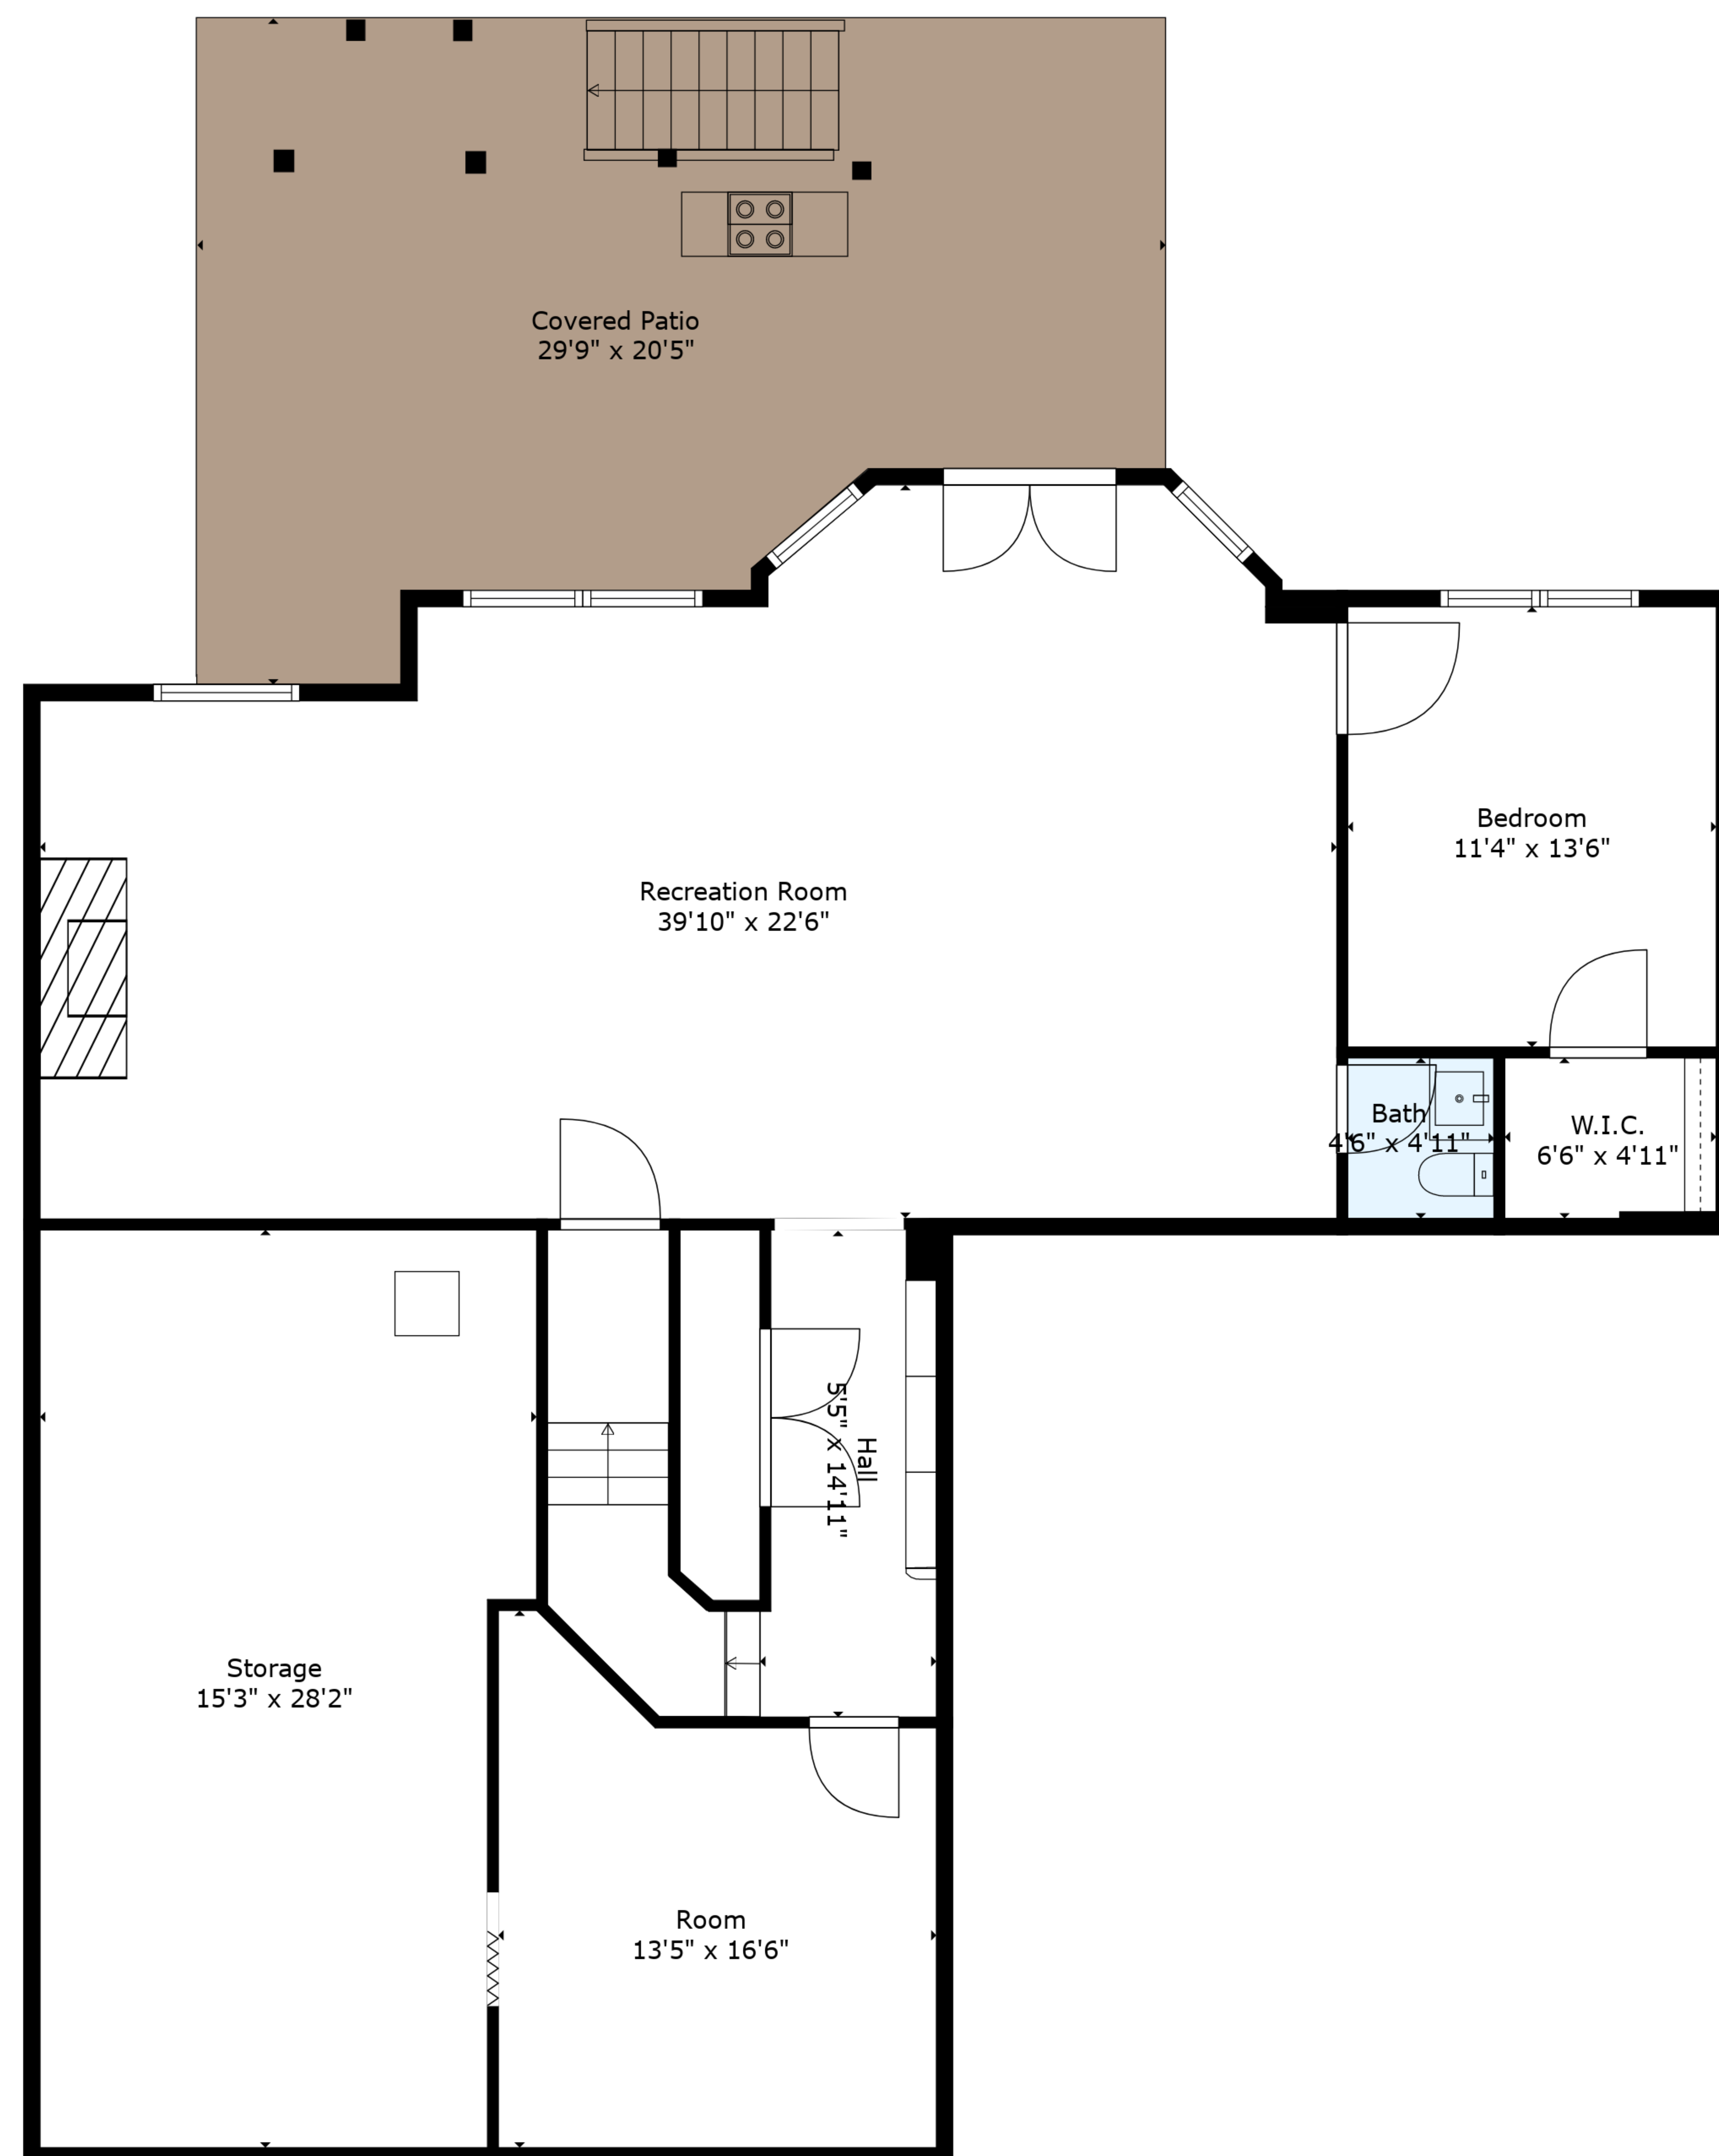 Covered Patio
29'9" x 20'5"
Bedroom
11'4" x 13'6"
Recreation Room
39'10" x 22'6"
Bath
4'6" x 4'11"
W.I.C.
6'6" x 4'11"
Hall
5'5" x 14'11"
Storage
15'3" x 28'2"
Room
13'5" x 16'6"